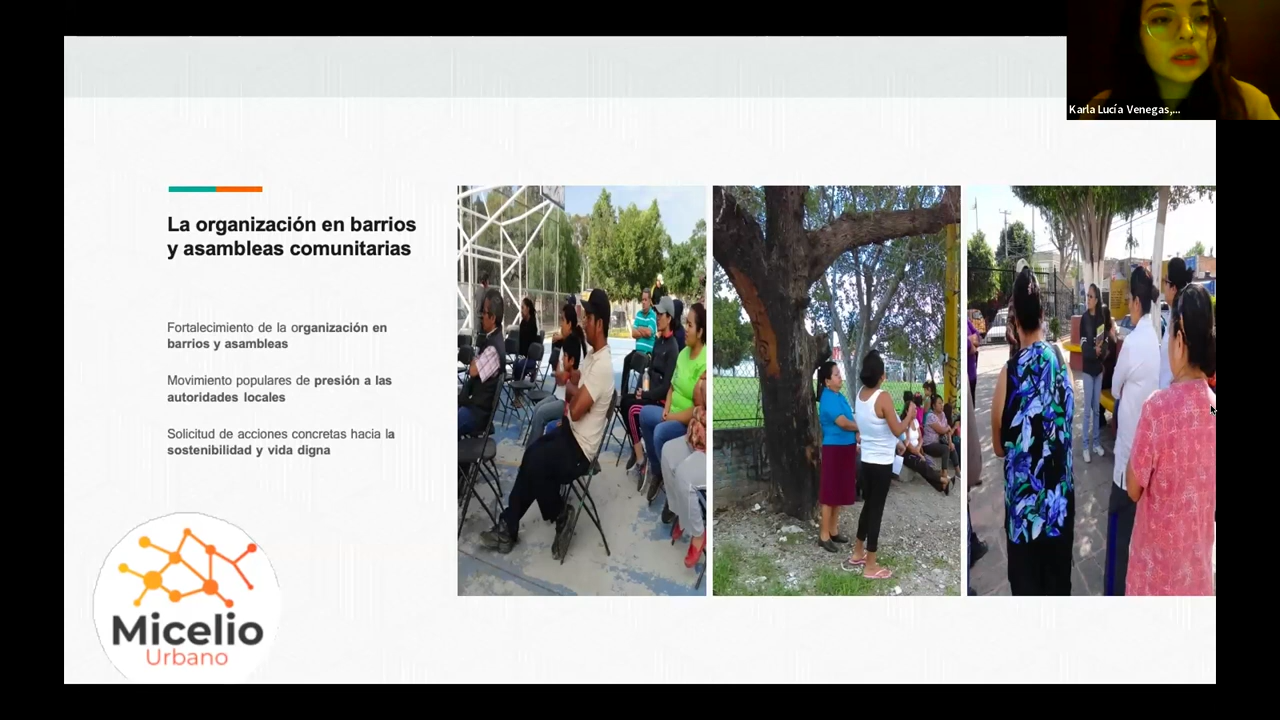 Karla Lucía Venegas,...
La organización en barrios
y asambleas comunitarias
Fortalecimiento de la organización en
barrios y asambleas
Movimiento populares de presión a las
autoridades locales
Solicitud de acciones concretas hacia la
sostenibilidad y vida digna
Micelio
Urbano